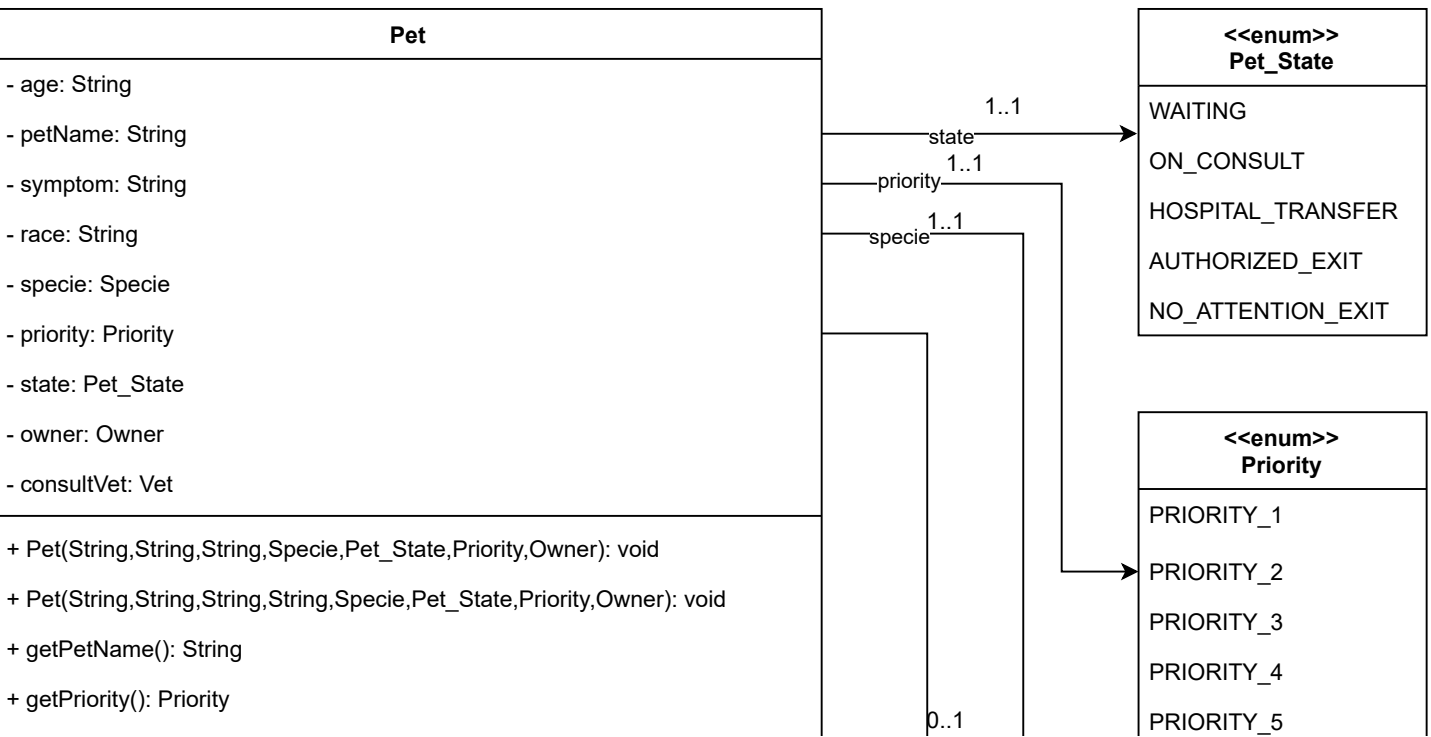 Pet
- age: String
- petName: String
- symptom: String
- race: String
- specie: Specie
- priority: Priority
- state: Pet_State
- owner: Owner
- consultVet: Vet
+ Pet(String,String,String,Specie,Pet_State,Priority,Owner): void
+ Pet(String,String,String,String,Specie,Pet_State,Priority,Owner): void
+ getPetName(): String
+ getPriority(): Priority
1..1
state
1..1
priority
1..1
specie
0..1
<<enum>>
Pet_State
WAITING
ON_CONSULT
HOSPITAL_TRANSFER
AUTHORIZED_EXIT
NO_ATTENTION_EXIT
<<enum>>
Priority
PRIORITY_1
PRIORITY_2
PRIORITY_3
PRIORITY_4
PRIORITY_5